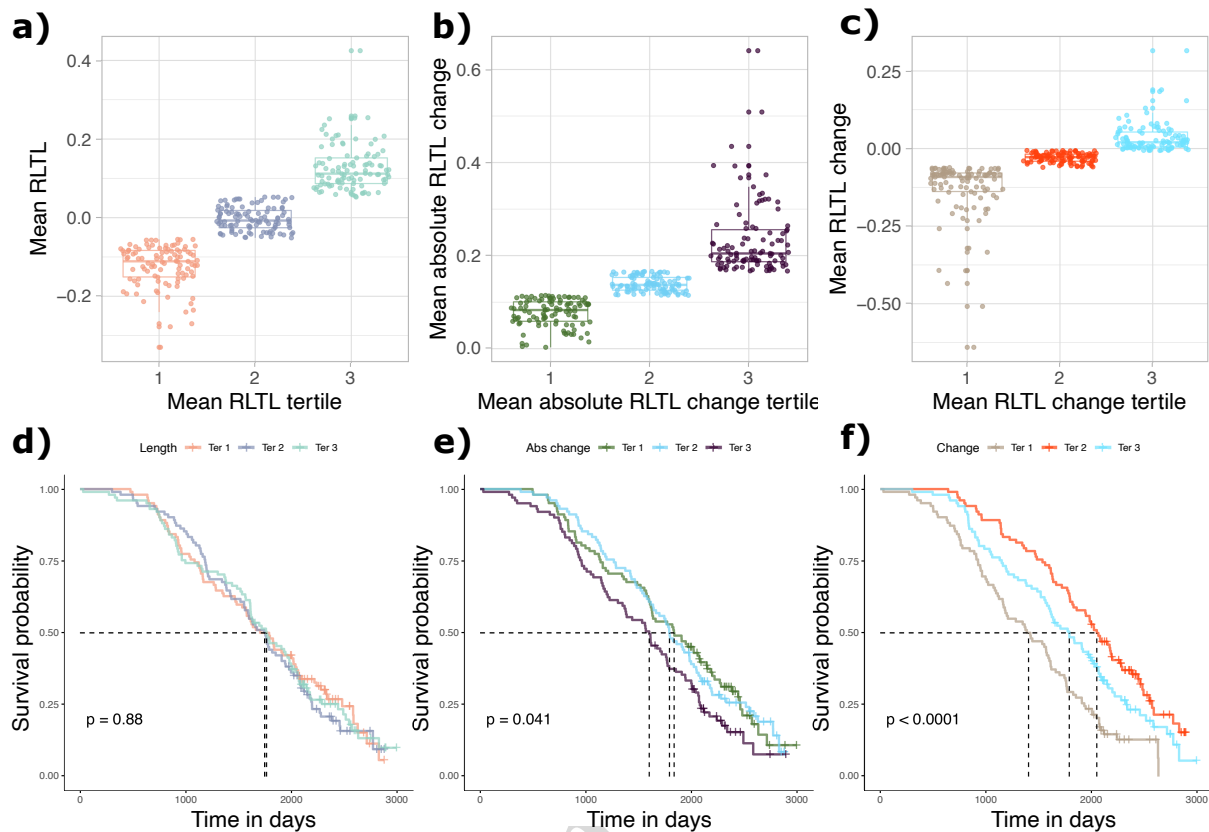 a)
b)
c)
Mean RLTL
0.4
0.2
0.0
−0.2
1
2
3
Mean RLTL tertile
Mean absolute RLTL change
0.6
0.4
0.2
0.0
1
2
3
Mean absolute RLTL change tertile
Mean RLTL change
0.25
0.00
−0.25
−0.50
1
2
3
Mean RLTL change tertile
d)
Length Ter 1 Ter 2 Ter 3
Survival probability
1.00
0.75
0.50
0.25
0.00
p = 0.88
0
1000
2000
3000
Time in days
e)
Abs change Ter 1 Ter 2 Ter 3
Survival probability
1.00
0.75
0.50
0.25
0.00
p = 0.041
0
1000
2000
3000
Time in days
f)
Change Ter 1 Ter 2 Ter 3
Survival probability
1.00
0.75
0.50
0.25
0.00
p < 0.0001
0
1000
2000
3000
Time in days